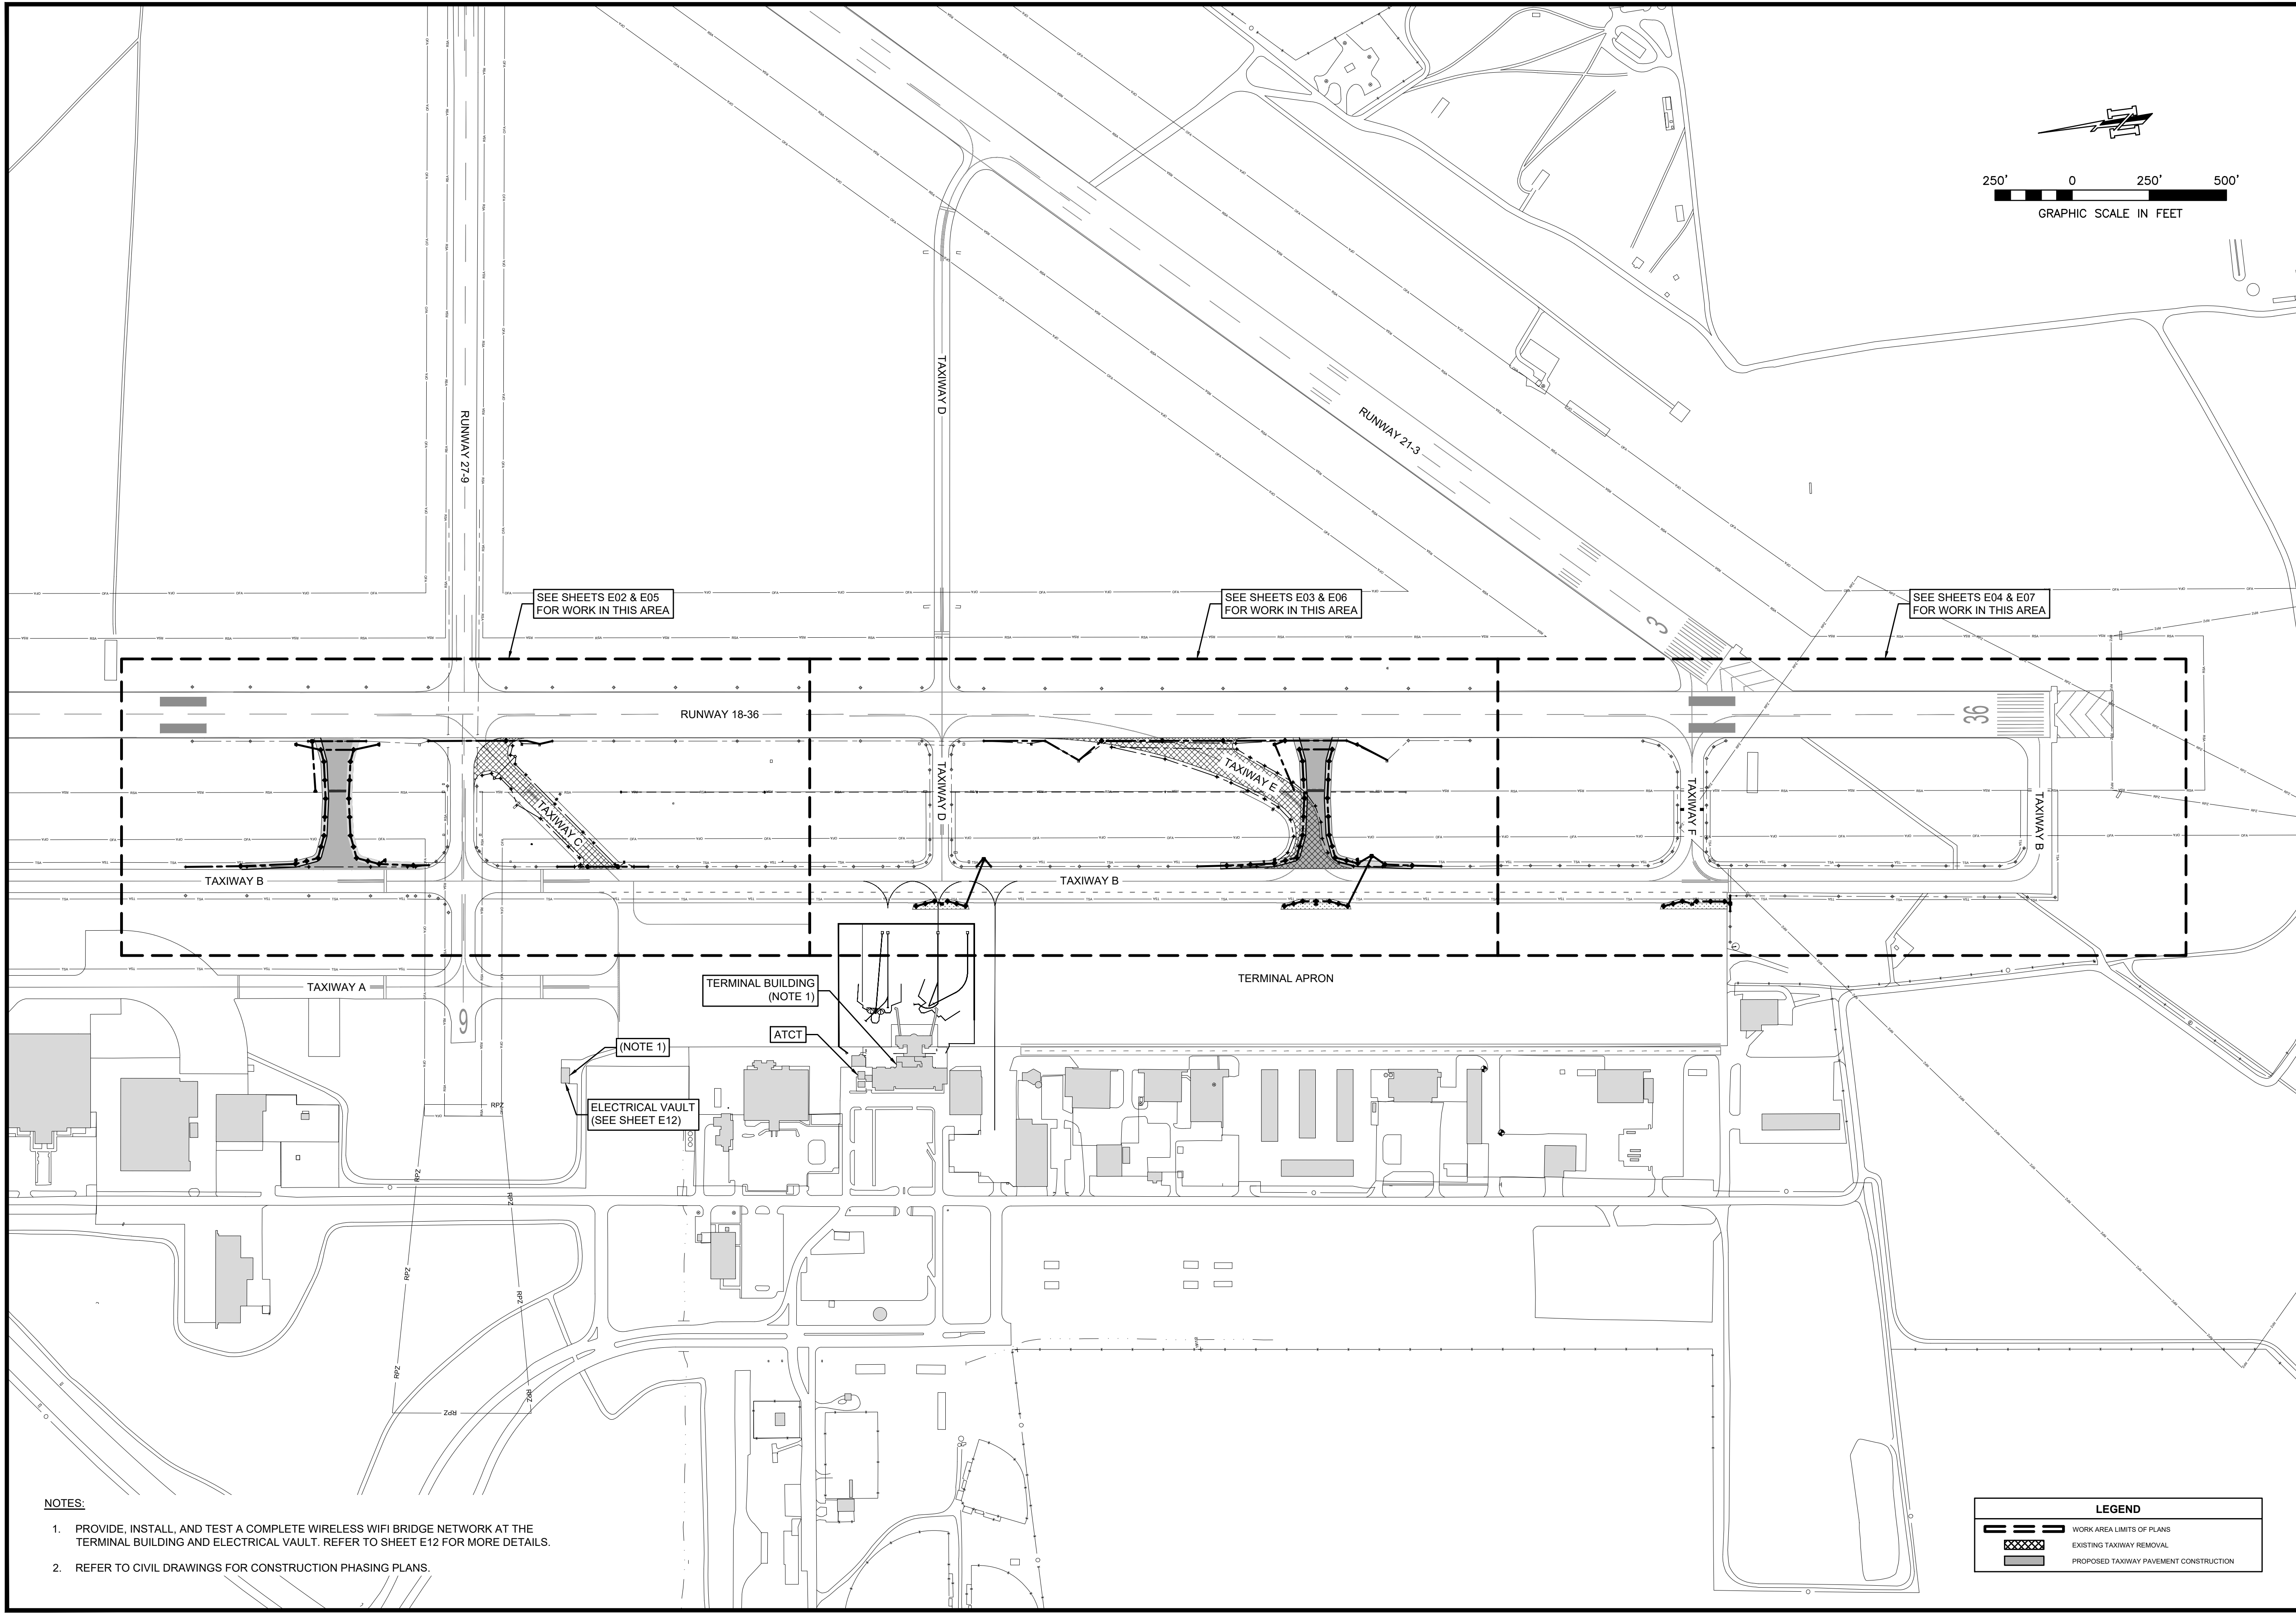 250' 0 250' 500'
GRAPHIC SCALE IN FEET
TAXIWAY D
RUNWAY 27-9
RUNWAY 21-3
SEE SHEETS E02 & E05
FOR WORK IN THIS AREA
SEE SHEETS E03 & E06
FOR WORK IN THIS AREA
SEE SHEETS E04 & E07
FOR WORK IN THIS AREA
3
RUNWAY 18-36
36
TAXIWAY C
TAXIWAY D
TAXIWAY E
TAXIWAY F
TAXIWAY B
TAXIWAY B
TAXIWAY B
TERMINAL APRON
TAXIWAY A
9
TERMINAL BUILDING
(NOTE 1)
ATCT
(NOTE 1)
ELECTRICAL VAULT
(SEE SHEET E12)
RPZ
RPZ
RPZ
RPZ
RPZ
RPZ
RPZ
RPZ
NOTES:
1. PROVIDE, INSTALL, AND TEST A COMPLETE WIRELESS WIFI BRIDGE NETWORK AT THE
TERMINAL BUILDING AND ELECTRICAL VAULT. REFER TO SHEET E12 FOR MORE DETAILS.
2. REFER TO CIVIL DRAWINGS FOR CONSTRUCTION PHASING PLANS.
LEGEND
WORK AREA LIMITS OF PLANS
EXISTING TAXIWAY REMOVAL
PROPOSED TAXIWAY PAVEMENT CONSTRUCTION